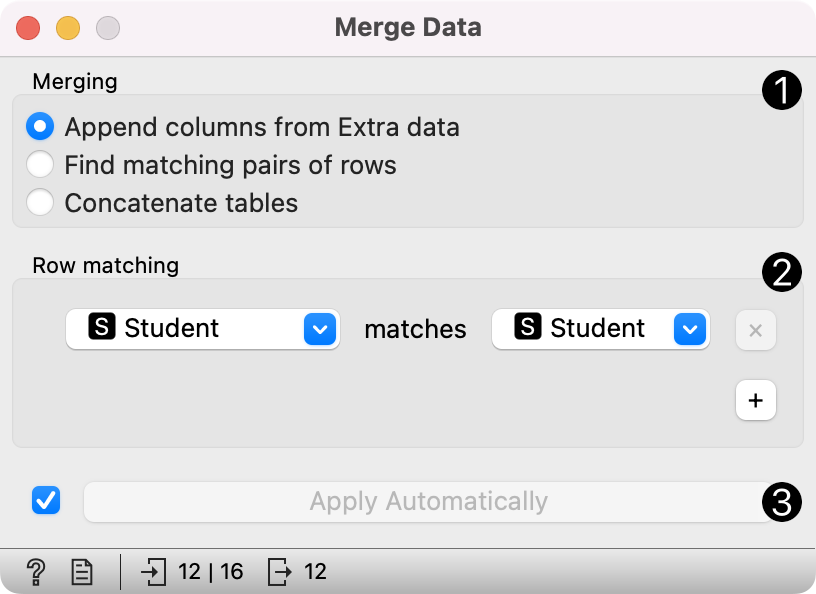 Merge Data
Merging
1
Append columns from Extra data
Find matching pairs of rows
Concatenate tables
Row matching
2
S Student matches S Student ×
+
Apply Automatically
3
? 12 | 16 12